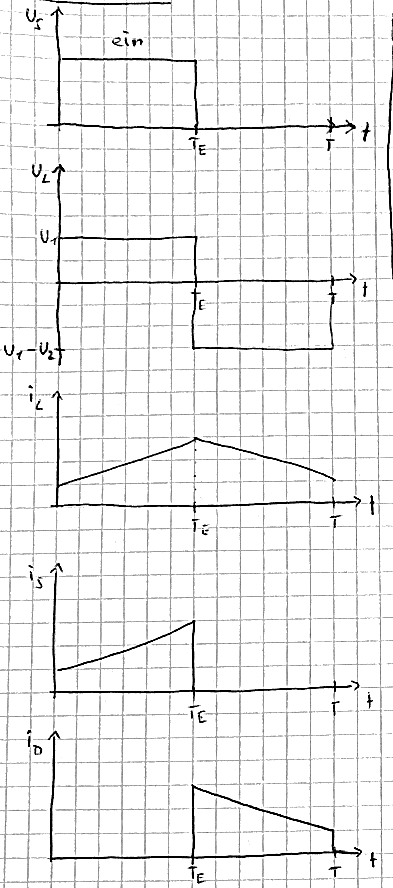 U_S
ein
T_E T t
U_L
U_1
T_E T t
U_1 - U_2
i_L
T_E T t
i_S
T_E T t
i_D
T_E T t